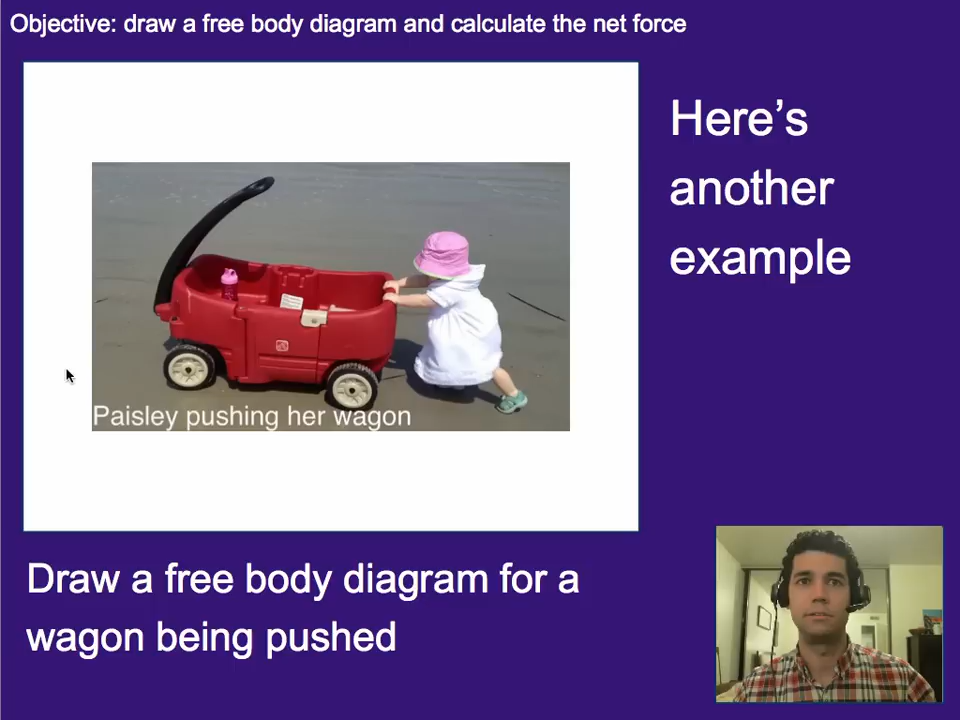 Objective: draw a free body diagram and calculate the net force
Here’s
another
example
Paisley pushing her wagon
Draw a free body diagram for a
wagon being pushed